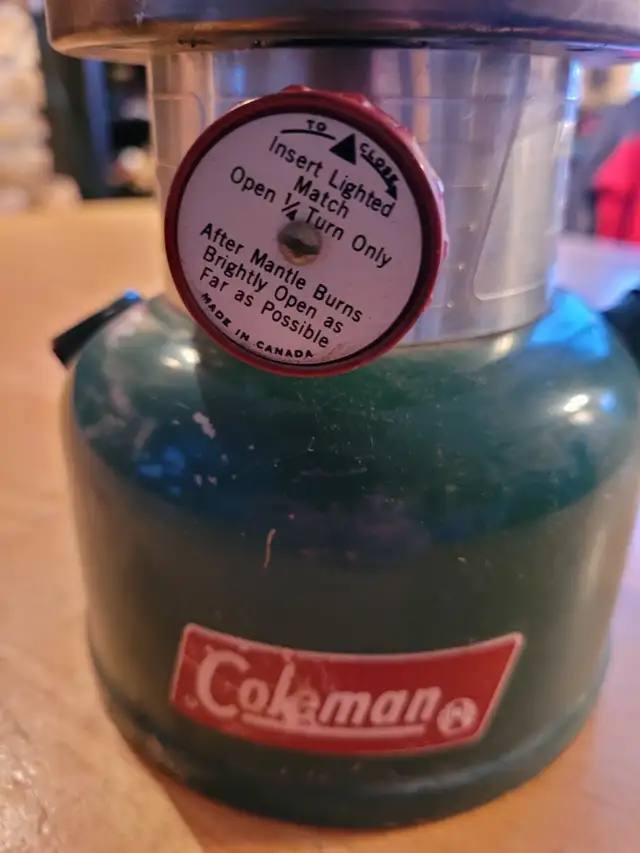 TO CLOSE
Insert Lighted
Match
Open ¼ Turn Only
After Mantle Burns
Brightly Open as
Far as Possible
MADE IN CANADA
Coleman®